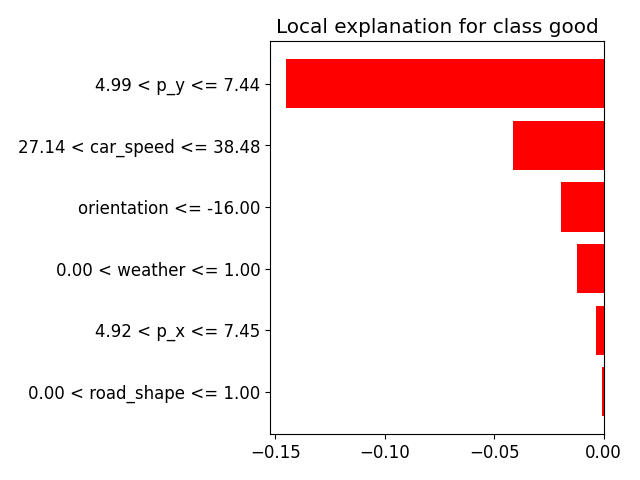 Local explanation for class good
4.99 < p_y <= 7.44
27.14 < car_speed <= 38.48
orientation <= -16.00
0.00 < weather <= 1.00
4.92 < p_x <= 7.45
0.00 < road_shape <= 1.00
−0.15 −0.10 −0.05 0.00